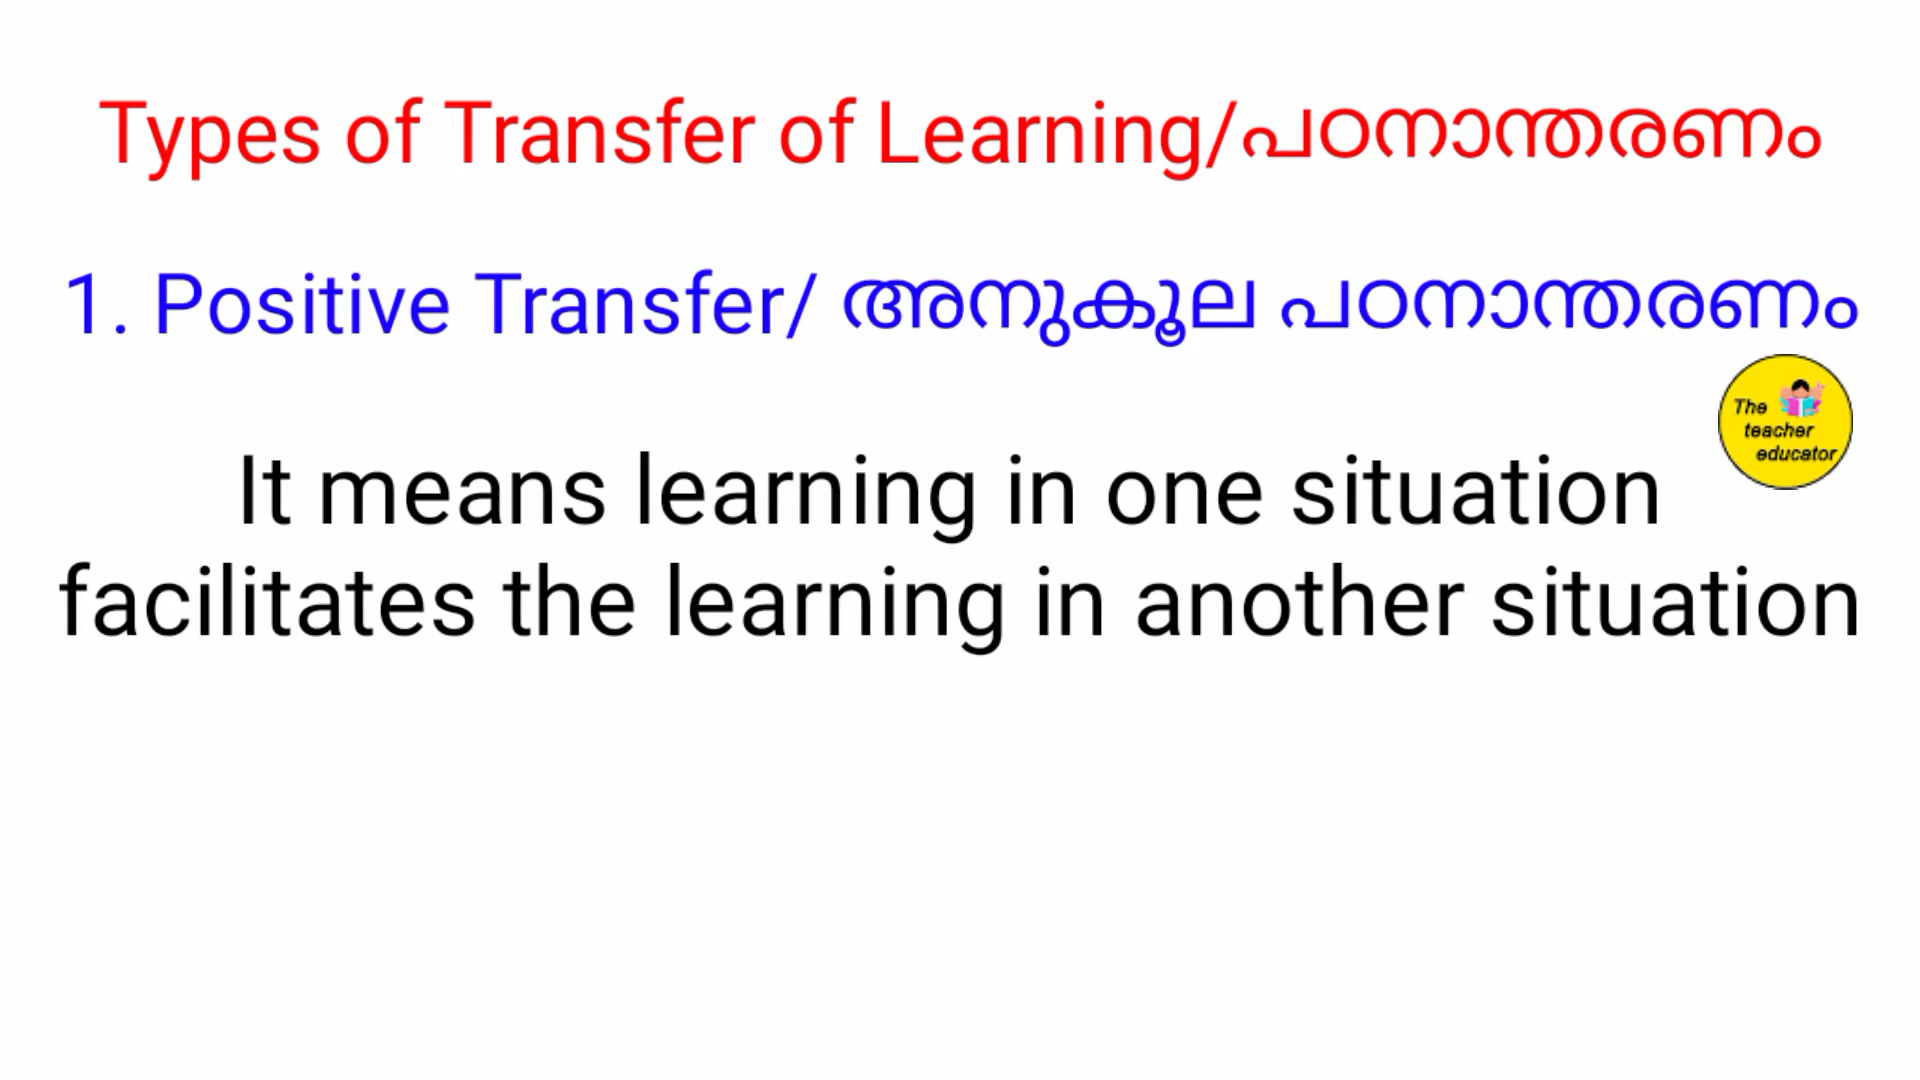 Types of Transfer of Learning/പഠനാന്തരണം
1. Positive Transfer/ അനുകൂല പഠനാന്തരണം
The
teacher
educator
It means learning in one situation
facilitates the learning in another situation